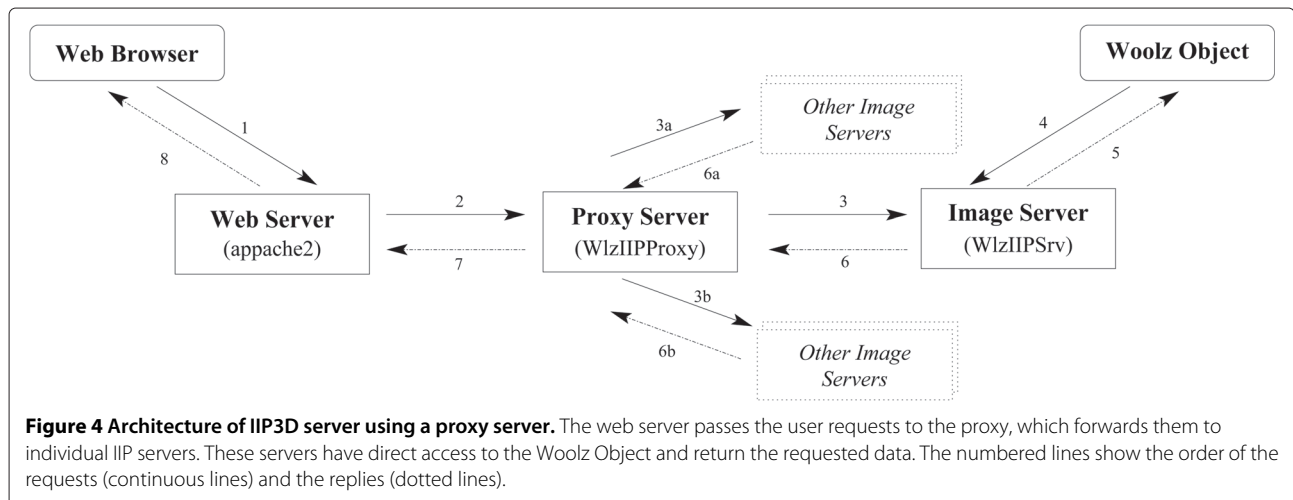 Web Browser
Woolz Object
Other Image
Servers
1
8
3a
6a
4
5
Web Server
(appache2)
2
7
Proxy Server
(WlzIIPProxy)
3
6
Image Server
(WlzIIPSrv)
3b
6b
Other Image
Servers
Figure 4 Architecture of IIP3D server using a proxy server. The web server passes the user requests to the proxy, which forwards them to
individual IIP servers. These servers have direct access to the Woolz Object and return the requested data. The numbered lines show the order of the
requests (continuous lines) and the replies (dotted lines).